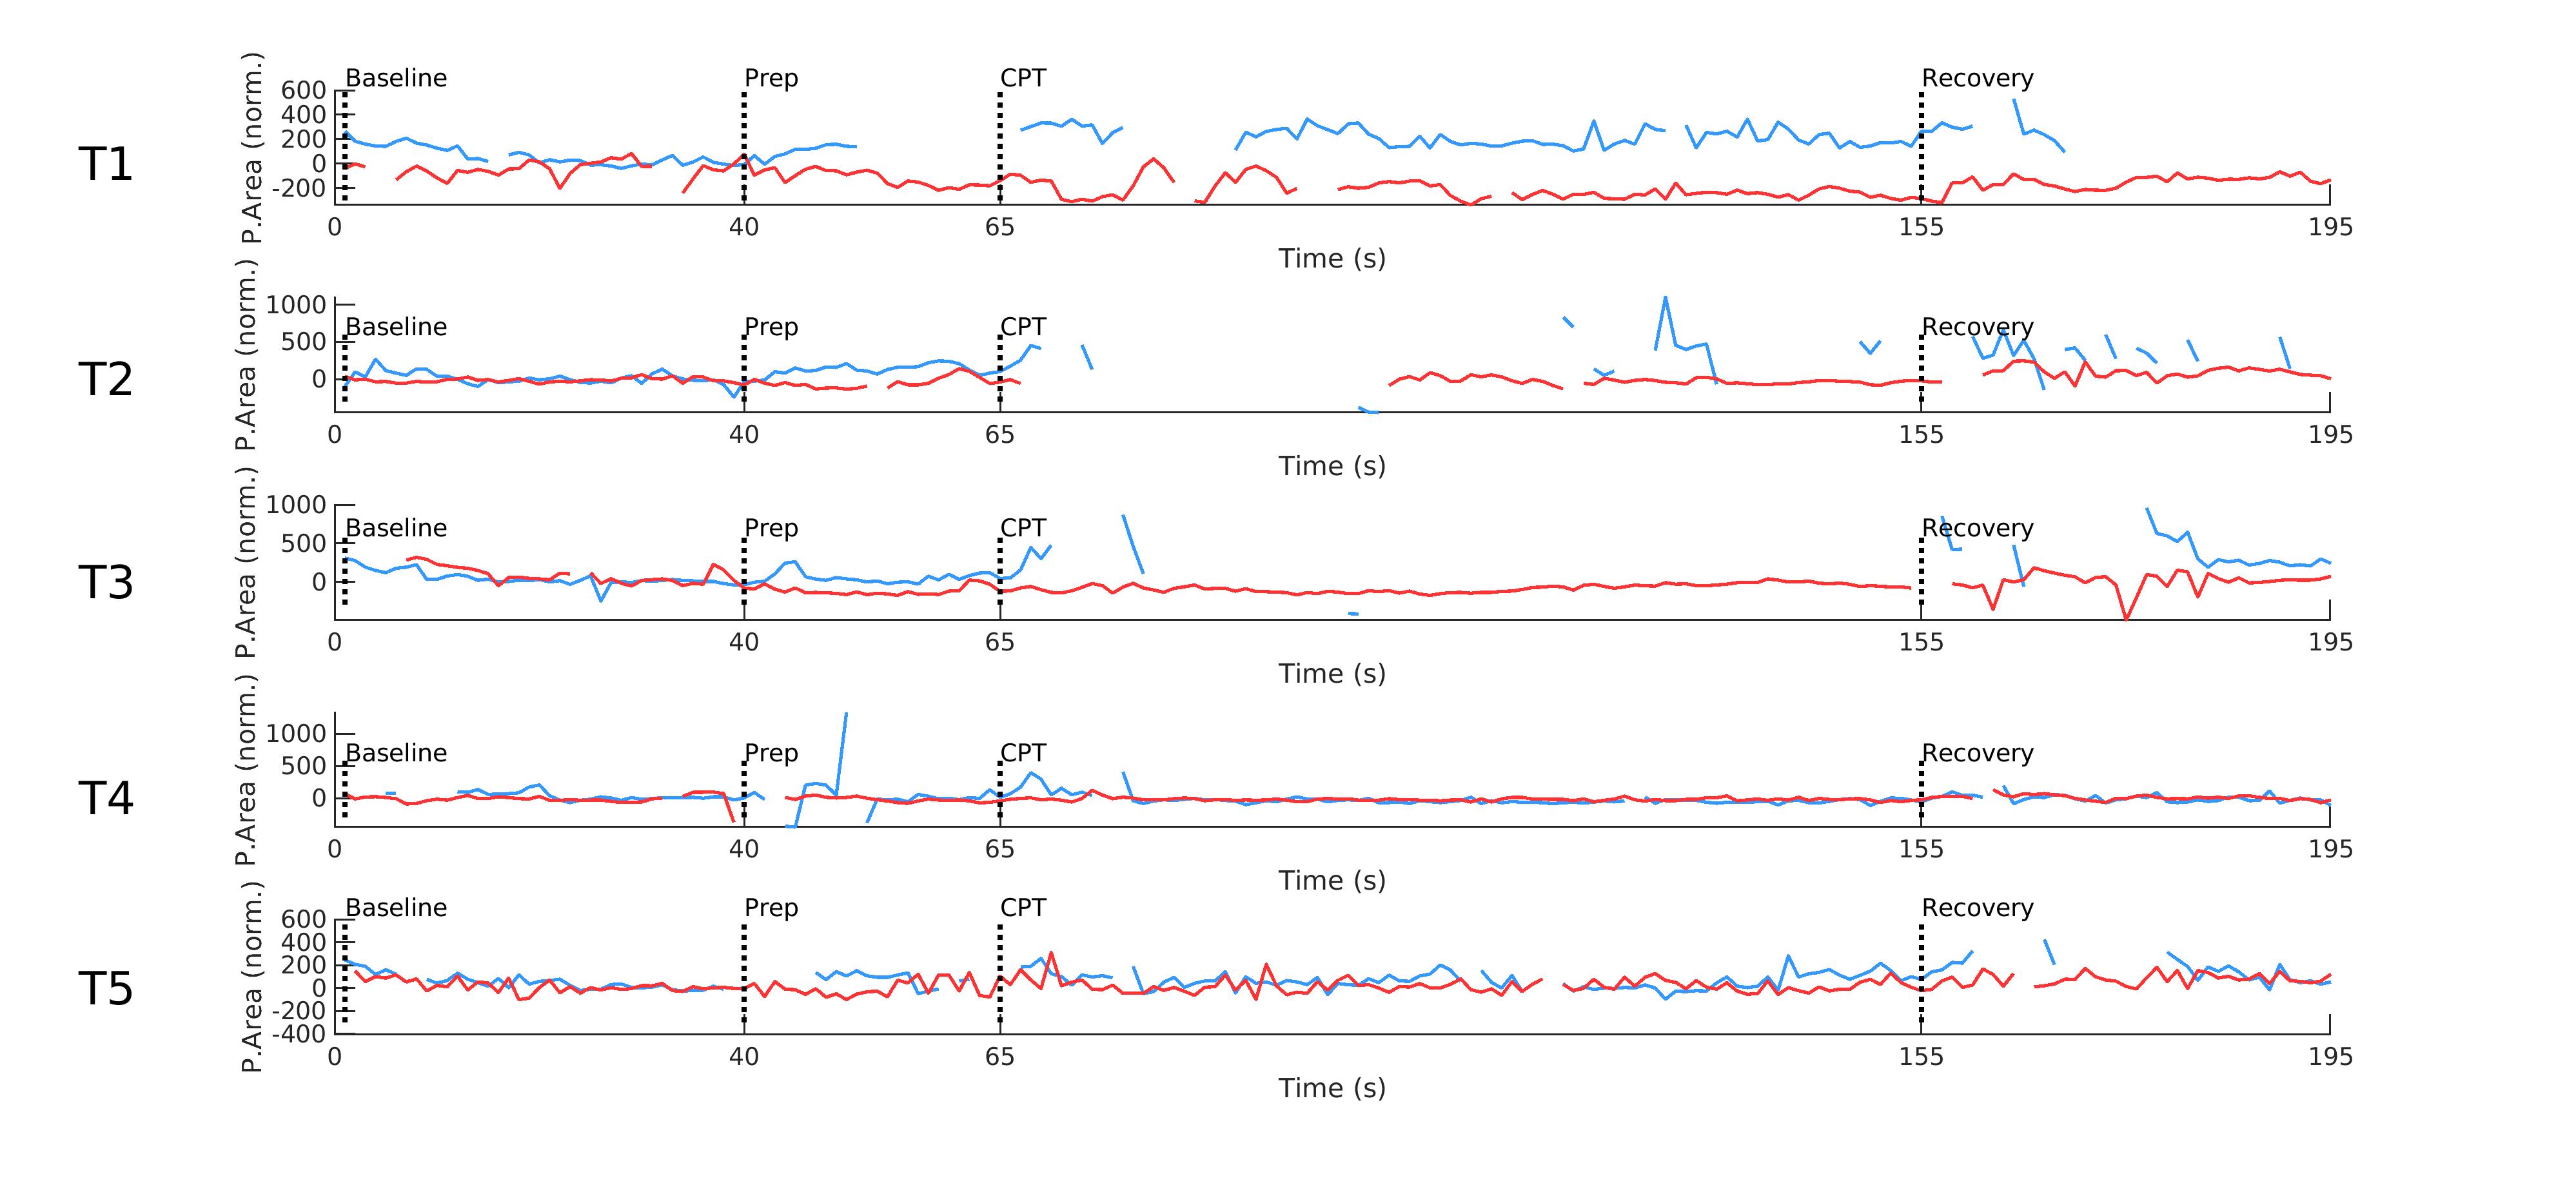 T1
P.Area (norm.)
600
400
200
0
-200
Baseline Prep CPT Recovery
0 40 65 155 195
Time (s)
T2
P.Area (norm.)
1000
500
0
Baseline Prep CPT Recovery
0 40 65 155 195
Time (s)
T3
P.Area (norm.)
1000
500
0
Baseline Prep CPT Recovery
0 40 65 155 195
Time (s)
T4
P.Area (norm.)
1000
500
0
Baseline Prep CPT Recovery
0 40 65 155 195
Time (s)
T5
P.Area (norm.)
600
400
200
0
-200
-400
Baseline Prep CPT Recovery
0 40 65 155 195
Time (s)